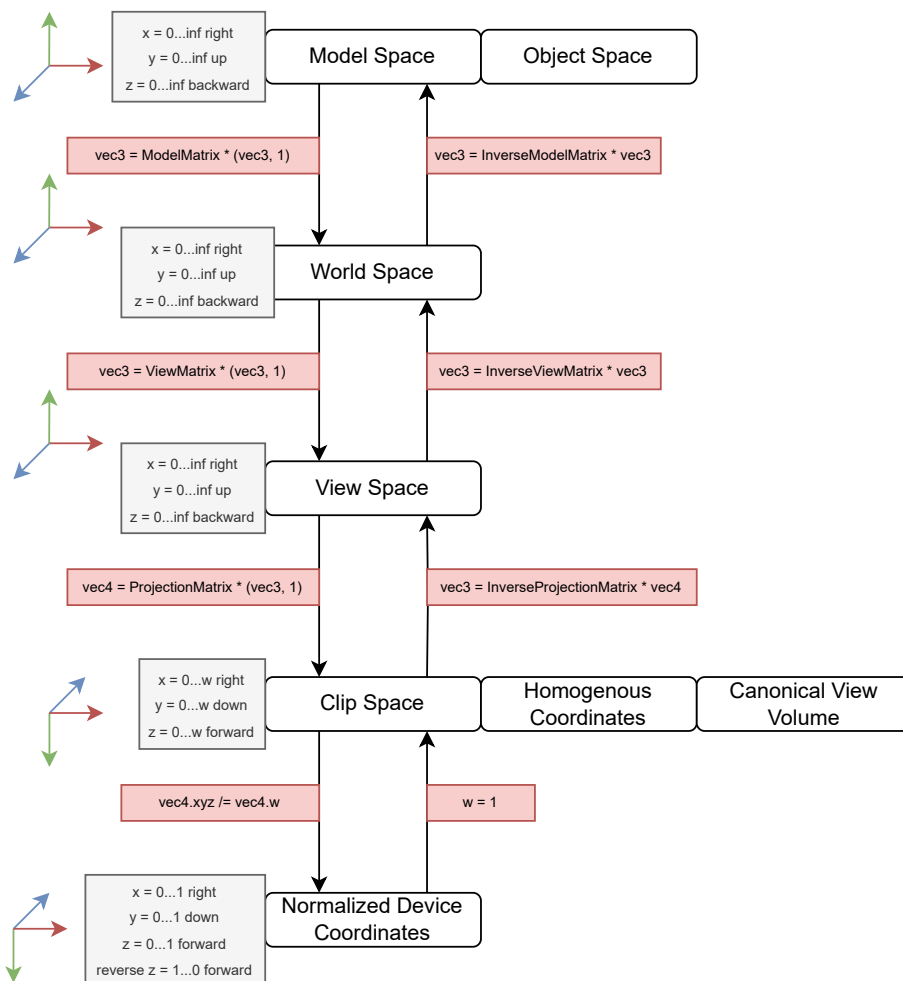 x = 0...inf right
y = 0...inf up
z = 0...inf backward
Model Space
Object Space
vec3 = ModelMatrix * (vec3, 1)
vec3 = InverseModelMatrix * vec3
x = 0...inf right
y = 0...inf up
z = 0...inf backward
World Space
vec3 = ViewMatrix * (vec3, 1)
vec3 = InverseViewMatrix * vec3
x = 0...inf right
y = 0...inf up
z = 0...inf backward
View Space
vec4 = ProjectionMatrix * (vec3, 1)
vec3 = InverseProjectionMatrix * vec4
x = 0...w right
y = 0...w down
z = 0...w forward
Clip Space
Homogenous
Coordinates
Canonical View
Volume
vec4.xyz /= vec4.w
w = 1
x = 0...1 right
y = 0...1 down
z = 0...1 forward
reverse z = 1...0 forward
Normalized Device
Coordinates